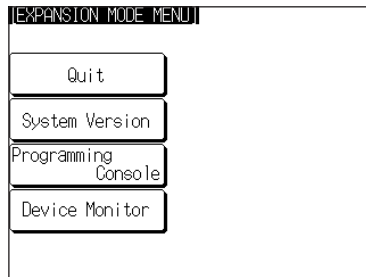 [EXPANSION MODE MENU]
Quit
System Version
Programming
Console
Device Monitor